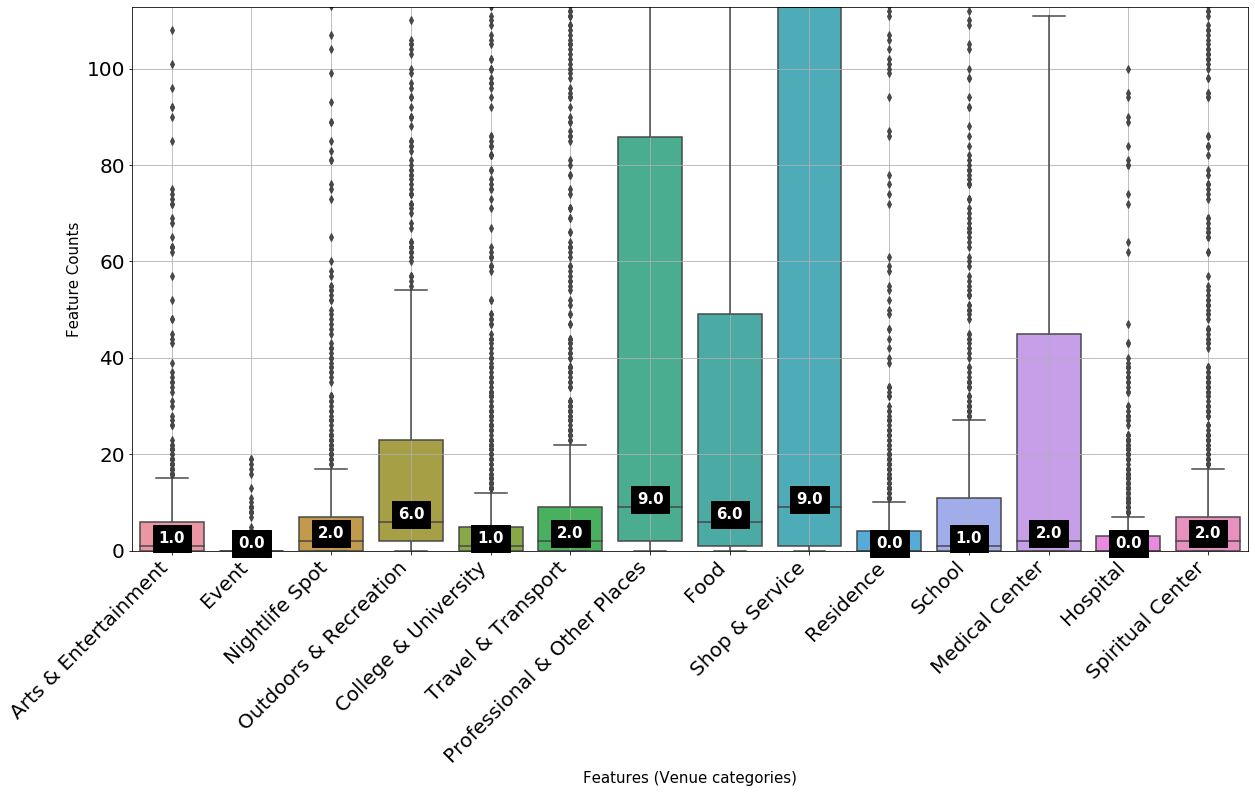 100
80
60
40
20
0
Feature Counts
1.0
0.0
2.0
6.0
1.0
2.0
9.0
6.0
9.0
0.0
1.0
2.0
0.0
2.0
Arts & Entertainment
Event
Nightlife Spot
Outdoors & Recreation
College & University
Travel & Transport
Professional & Other Places
Food
Shop & Service
Residence
School
Medical Center
Hospital
Spiritual Center
Features (Venue categories)